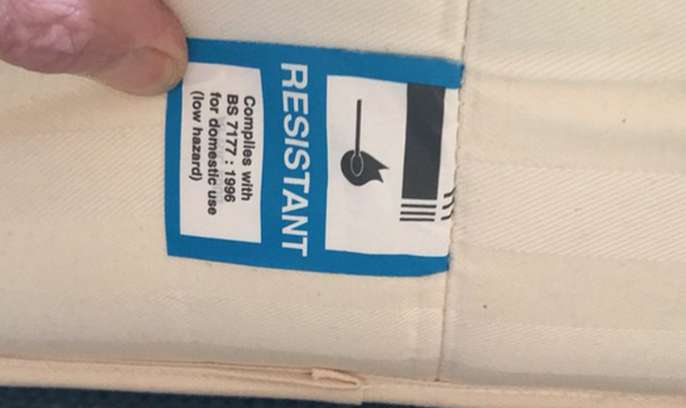 RESISTANT
Complies with
BS 7177 : 1996
for domestic use
(low hazard)